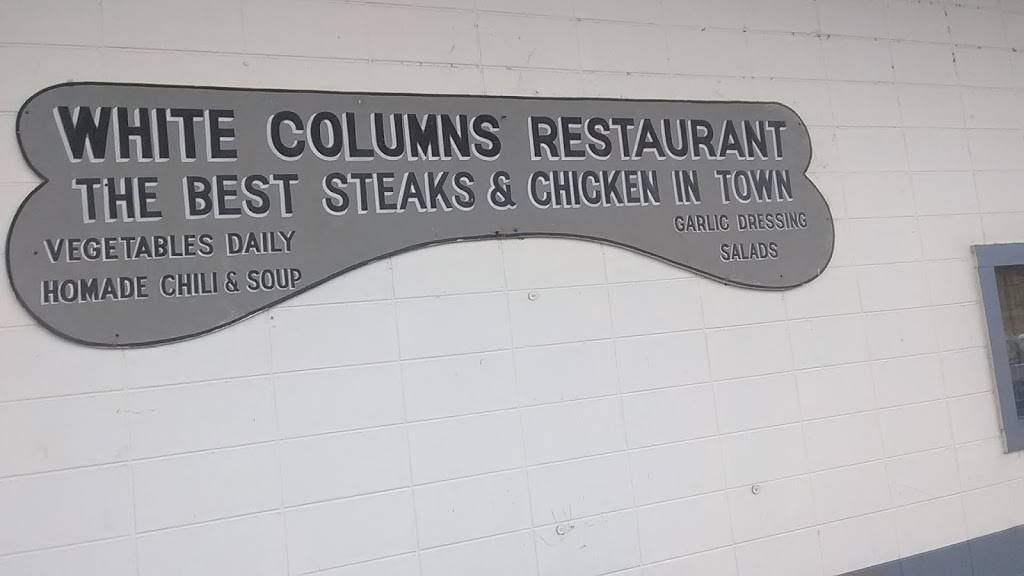 WHITE COLUMNS RESTAURANT
THE BEST STEAKS & CHICKEN IN TOWN
VEGETABLES DAILY
HOMADE CHILI & SOUP
GARLIC DRESSING
SALADS